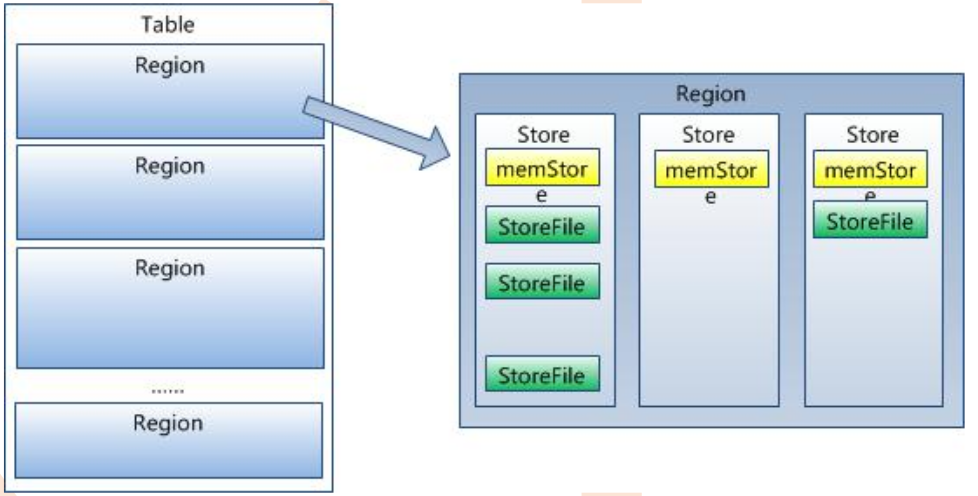 Table
Region
Region
Region
......
Region
Region
Store
memStor
e
StoreFile
StoreFile
StoreFile
Store
memStor
e
Store
memStor
e
StoreFile